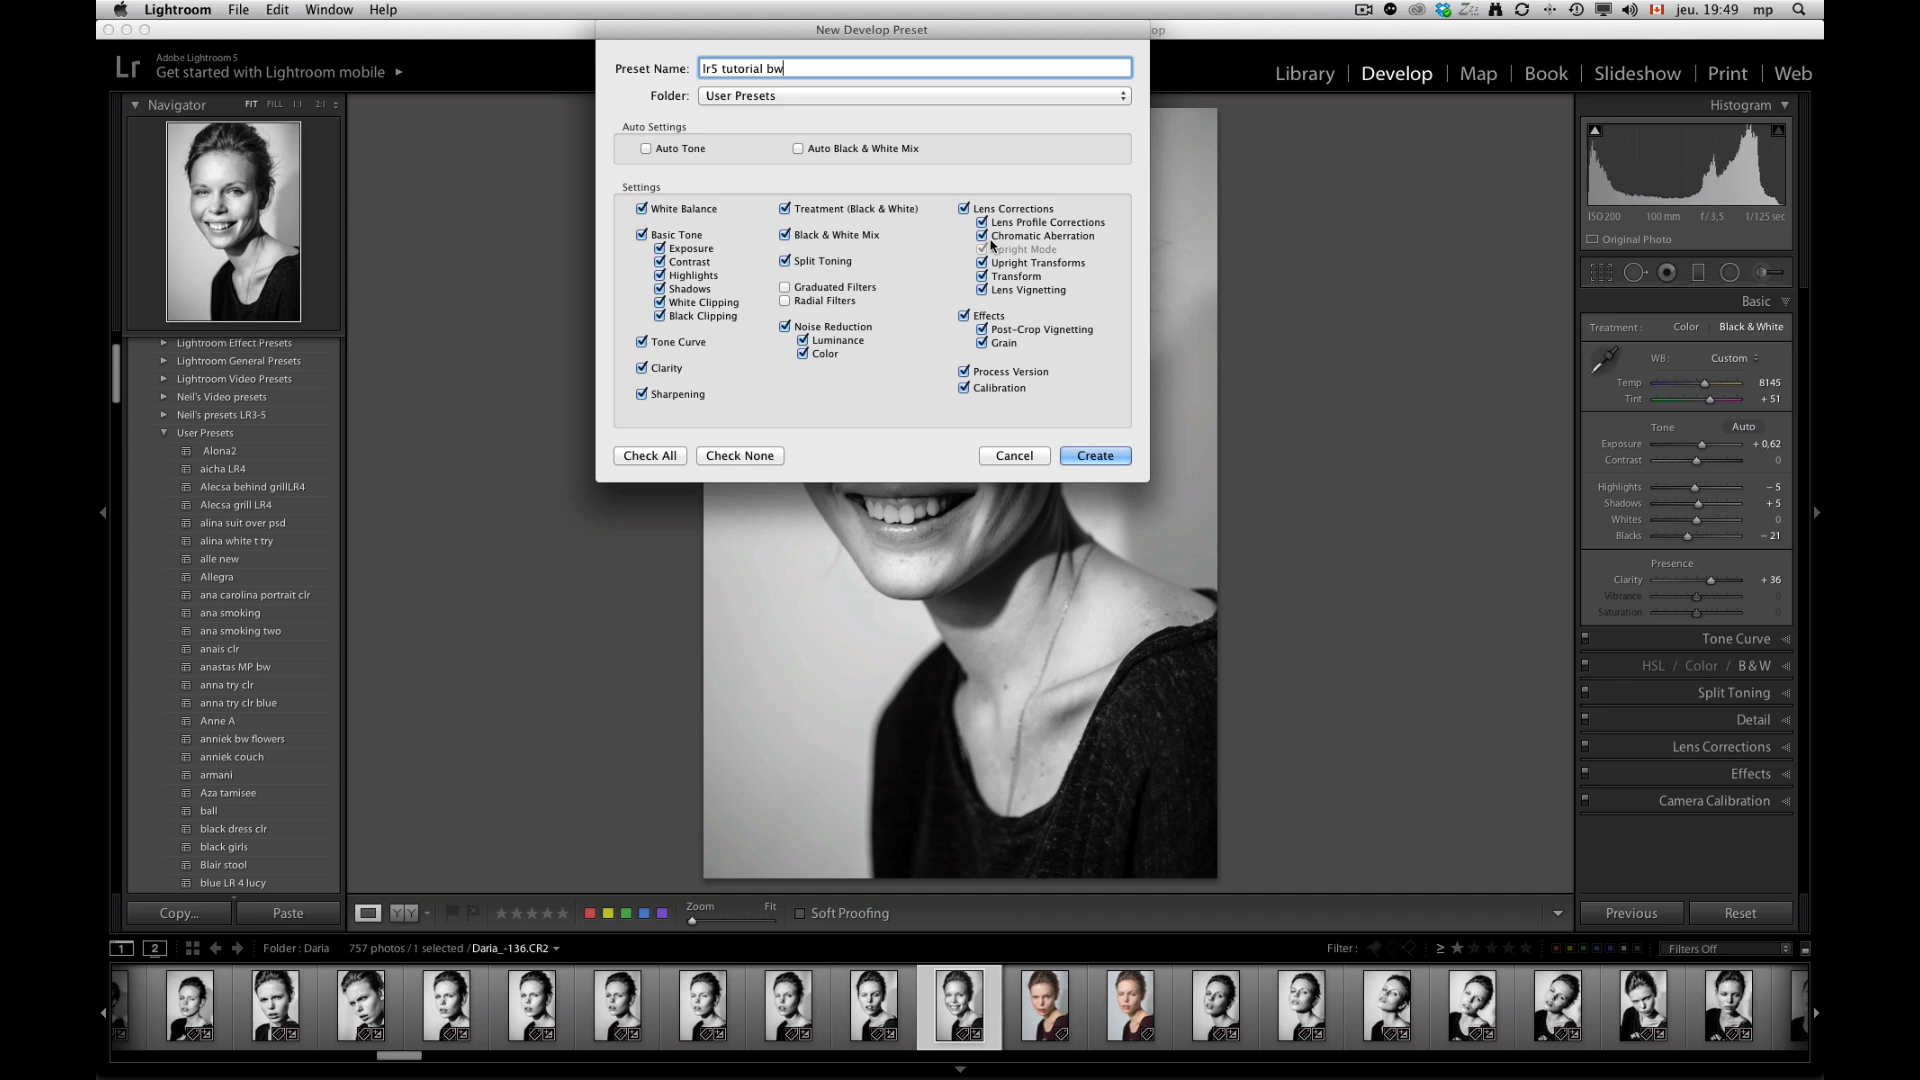 Lightroom File Edit Window Help
jeu. 19:49 mp
New Develop Preset
Adobe Lightroom 5
Get started with Lightroom mobile
Library | Develop | Map | Book | Slideshow | Print | Web
Navigator FIT FILL 1:1 2:1
Preset Name: lr5 tutorial bw
Folder: User Presets
Auto Settings
Auto Tone Auto Black & White Mix
Settings
White Balance
Basic Tone
Exposure
Contrast
Highlights
Shadows
White Clipping
Black Clipping
Tone Curve
Clarity
Sharpening
Treatment (Black & White)
Black & White Mix
Split Toning
Graduated Filters
Radial Filters
Noise Reduction
Luminance
Color
Lens Corrections
Lens Profile Corrections
Chromatic Aberration
Mode
Upright Transforms
Transform
Lens Vignetting
Effects
Post-Crop Vignetting
Grain
Process Version
Calibration
Check All Check None Cancel Create
Lightroom Effect Presets
Lightroom General Presets
Lightroom Video Presets
Neil's Video presets
Neil's presets LR3-5
User Presets
Alona2
aicha LR4
Alecsa behind grillLR4
Alecsa grill LR4
alina suit over psd
alina white t try
alle new
Allegra
ana carolina portrait clr
ana smoking
ana smoking two
anais clr
anastas MP bw
anna try clr
anna try clr blue
Anne A
anniek bw flowers
anniek couch
armani
Aza tamisee
ball
black dress clr
black girls
Blair stool
blue LR 4 lucy
Copy... Paste
Histogram
ISO 200 100 mm f/3,5 1/125 sec
Original Photo
Basic
Treatment: Color Black & White
WB: Custom
Temp 8145
Tint + 51
Tone Auto
Exposure + 0,62
Contrast 0
Highlights – 5
Shadows + 5
Whites 0
Blacks – 21
Presence
Clarity + 36
Vibrance 0
Saturation 0
Tone Curve
HSL / Color / B & W
Split Toning
Detail
Lens Corrections
Effects
Camera Calibration
Previous Reset
YY Zoom Fit Soft Proofing
1 2 Folder : Daria 757 photos / 1 selected / Daria_-136.CR2
Filter : ≥ Filters Off